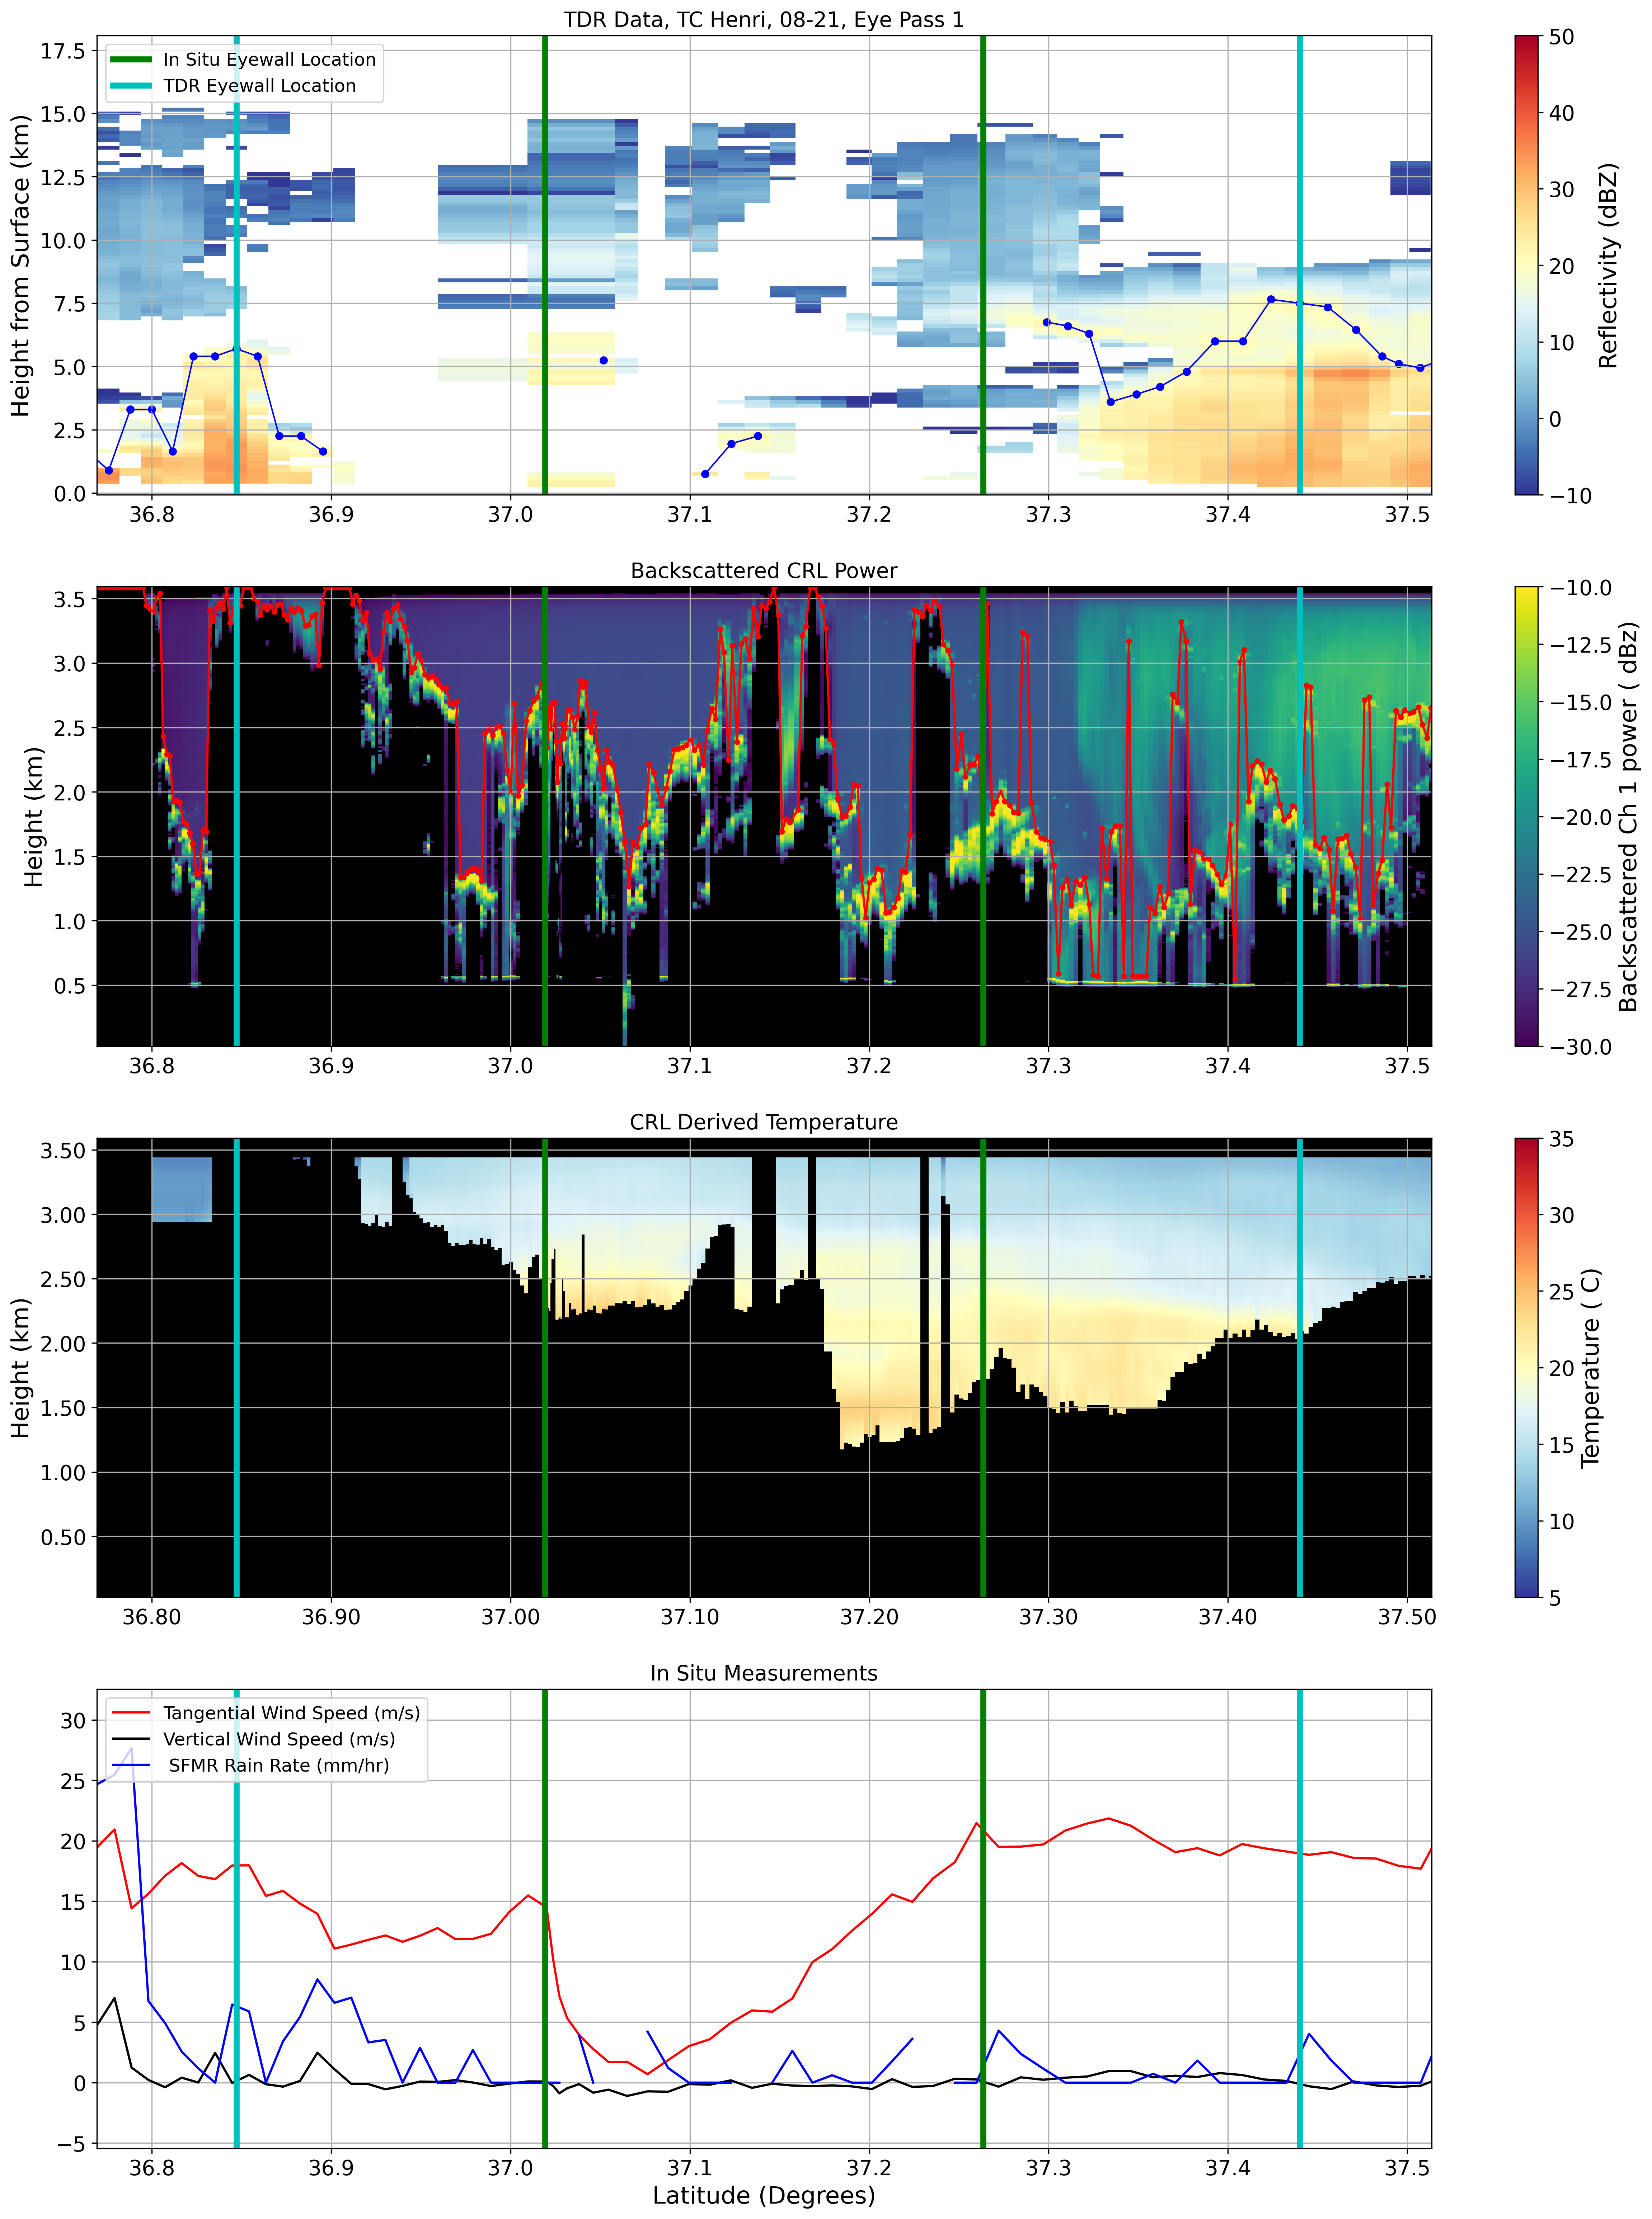 TDR Data, TC Henri, 08-21, Eye Pass 1
In Situ Eyewall Location
TDR Eyewall Location
Height from Surface (km)
17.5
15.0
12.5
10.0
7.5
5.0
2.5
0.0
36.8 36.9 37.0 37.1 37.2 37.3 37.4 37.5
50
40
30
20
10
0
−10
Reflectivity (dBZ)
Backscattered CRL Power
Height (km)
3.5
3.0
2.5
2.0
1.5
1.0
0.5
36.8 36.9 37.0 37.1 37.2 37.3 37.4 37.5
−10.0
−12.5
−15.0
−17.5
−20.0
−22.5
−25.0
−27.5
−30.0
Backscattered Ch 1 power ( dBz)
CRL Derived Temperature
Height (km)
3.50
3.00
2.50
2.00
1.50
1.00
0.50
36.80 36.90 37.00 37.10 37.20 37.30 37.40 37.50
35
30
25
20
15
10
5
Temperature ( C)
In Situ Measurements
Tangential Wind Speed (m/s)
Vertical Wind Speed (m/s)
SFMR Rain Rate (mm/hr)
30
25
20
15
10
5
0
−5
36.8 36.9 37.0 37.1 37.2 37.3 37.4 37.5
Latitude (Degrees)